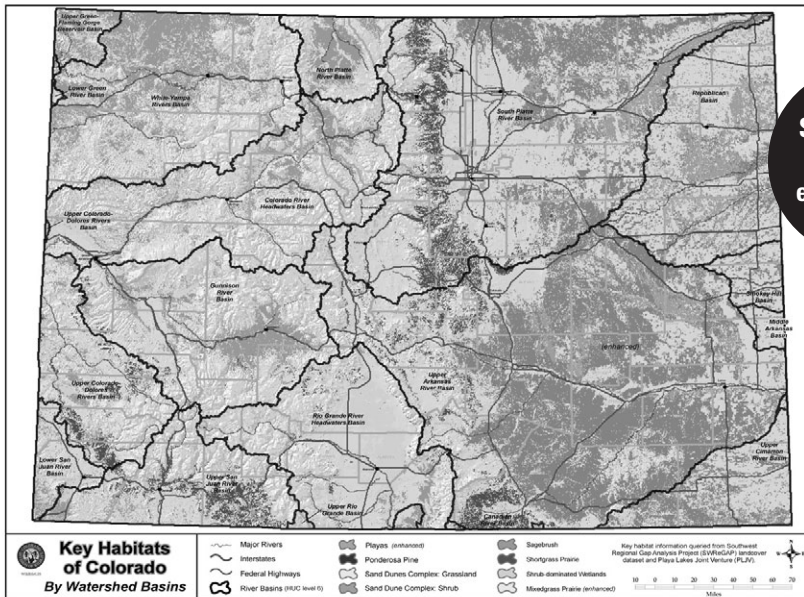 Upper Green-
Flaming Gorge
Reservoir Basin
North Platte
River Basin
Lower Green
River Basin
White-Yampa
Rivers Basin
South Platte
River Basin
Republican
Basin
Colorado River
Headwaters Basin
Upper Colorado-
Dolores Rivers
Basin
Gunnison
River
Basin
Smokey Hill
Basin
Middle
Arkansas
Basin
(enhanced)
Upper
Arkansas
River Basin
Upper Colorado-
Dolores
Rivers Basin
Rio Grande River
Headwaters Basin
Upper
Cimarron
River Basin
Lower San
Juan River
Basin
Upper San
Juan River
Basin
Upper Rio
Grande Basin
Canadian
River Basin
S
e
Key Habitats
of Colorado
By Watershed Basins
Major Rivers
Interstates
Federal Highways
River Basins (HUC level 6)
Playas (enhanced)
Ponderosa Pine
Sand Dunes Complex: Grassland
Sand Dune Complex: Shrub
Sagebrush
Shortgrass Prairie
Shrub-dominated Wetlands
Mixedgrass Prairie (enhanced)
Key habitat information queried from Southwest
Regional Gap Analysis Project (SWReGAP) landcover
dataset and Playa Lakes Joint Venture (PLJV).
10 0 10 20 30 40 50 60 70
Miles